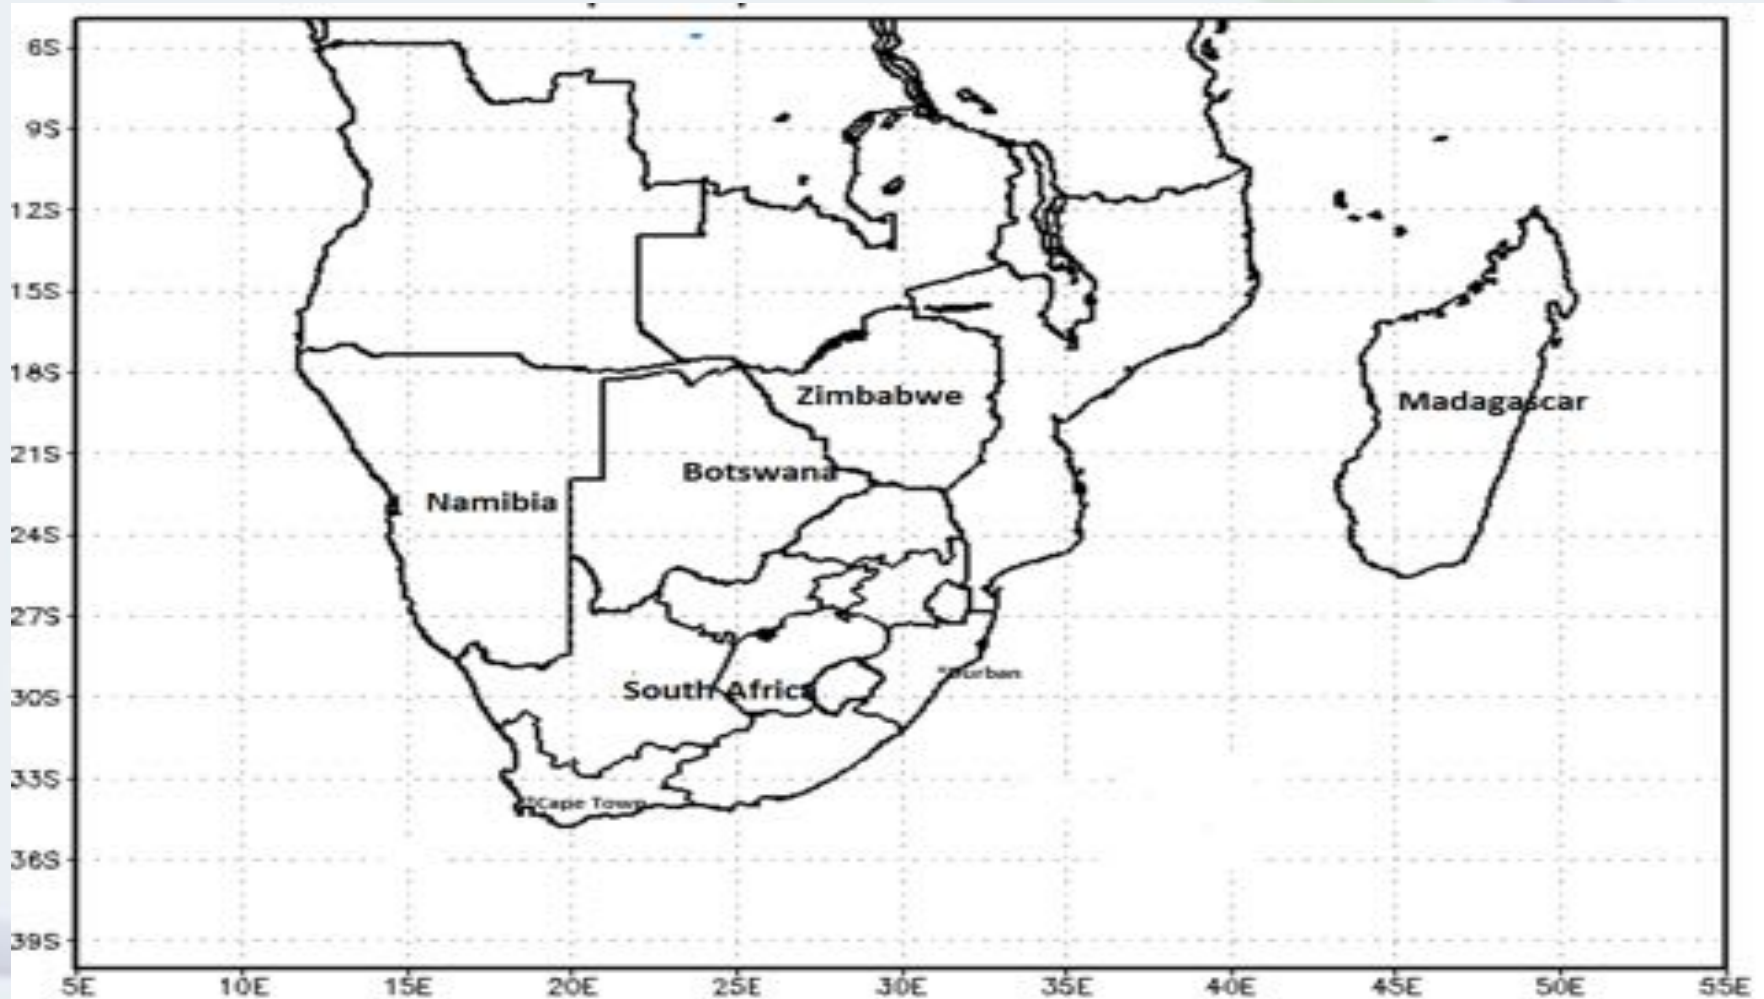 6S
9S
12S
15S
18S
Zimbabwe
Madagascar
21S
Botswana
Namibia
24S
27S
Durban
South Africa
30S
33S
Cape Town
36S
39S
5E 10E 15E 20E 25E 30E 35E 40E 45E 50E 55E